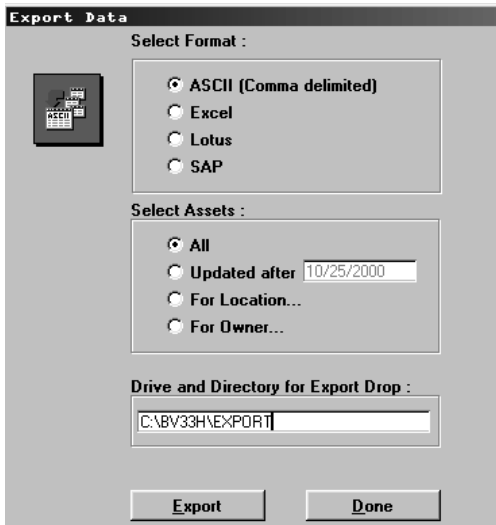 Export Data
Select Format :
ASCII (Comma delimited)
ASCII
Excel
Lotus
SAP
Select Assets :
All
Updated after 10/25/2000
For Location...
For Owner...
Drive and Directory for Export Drop :
C:\BV33H\EXPORT
Export Done